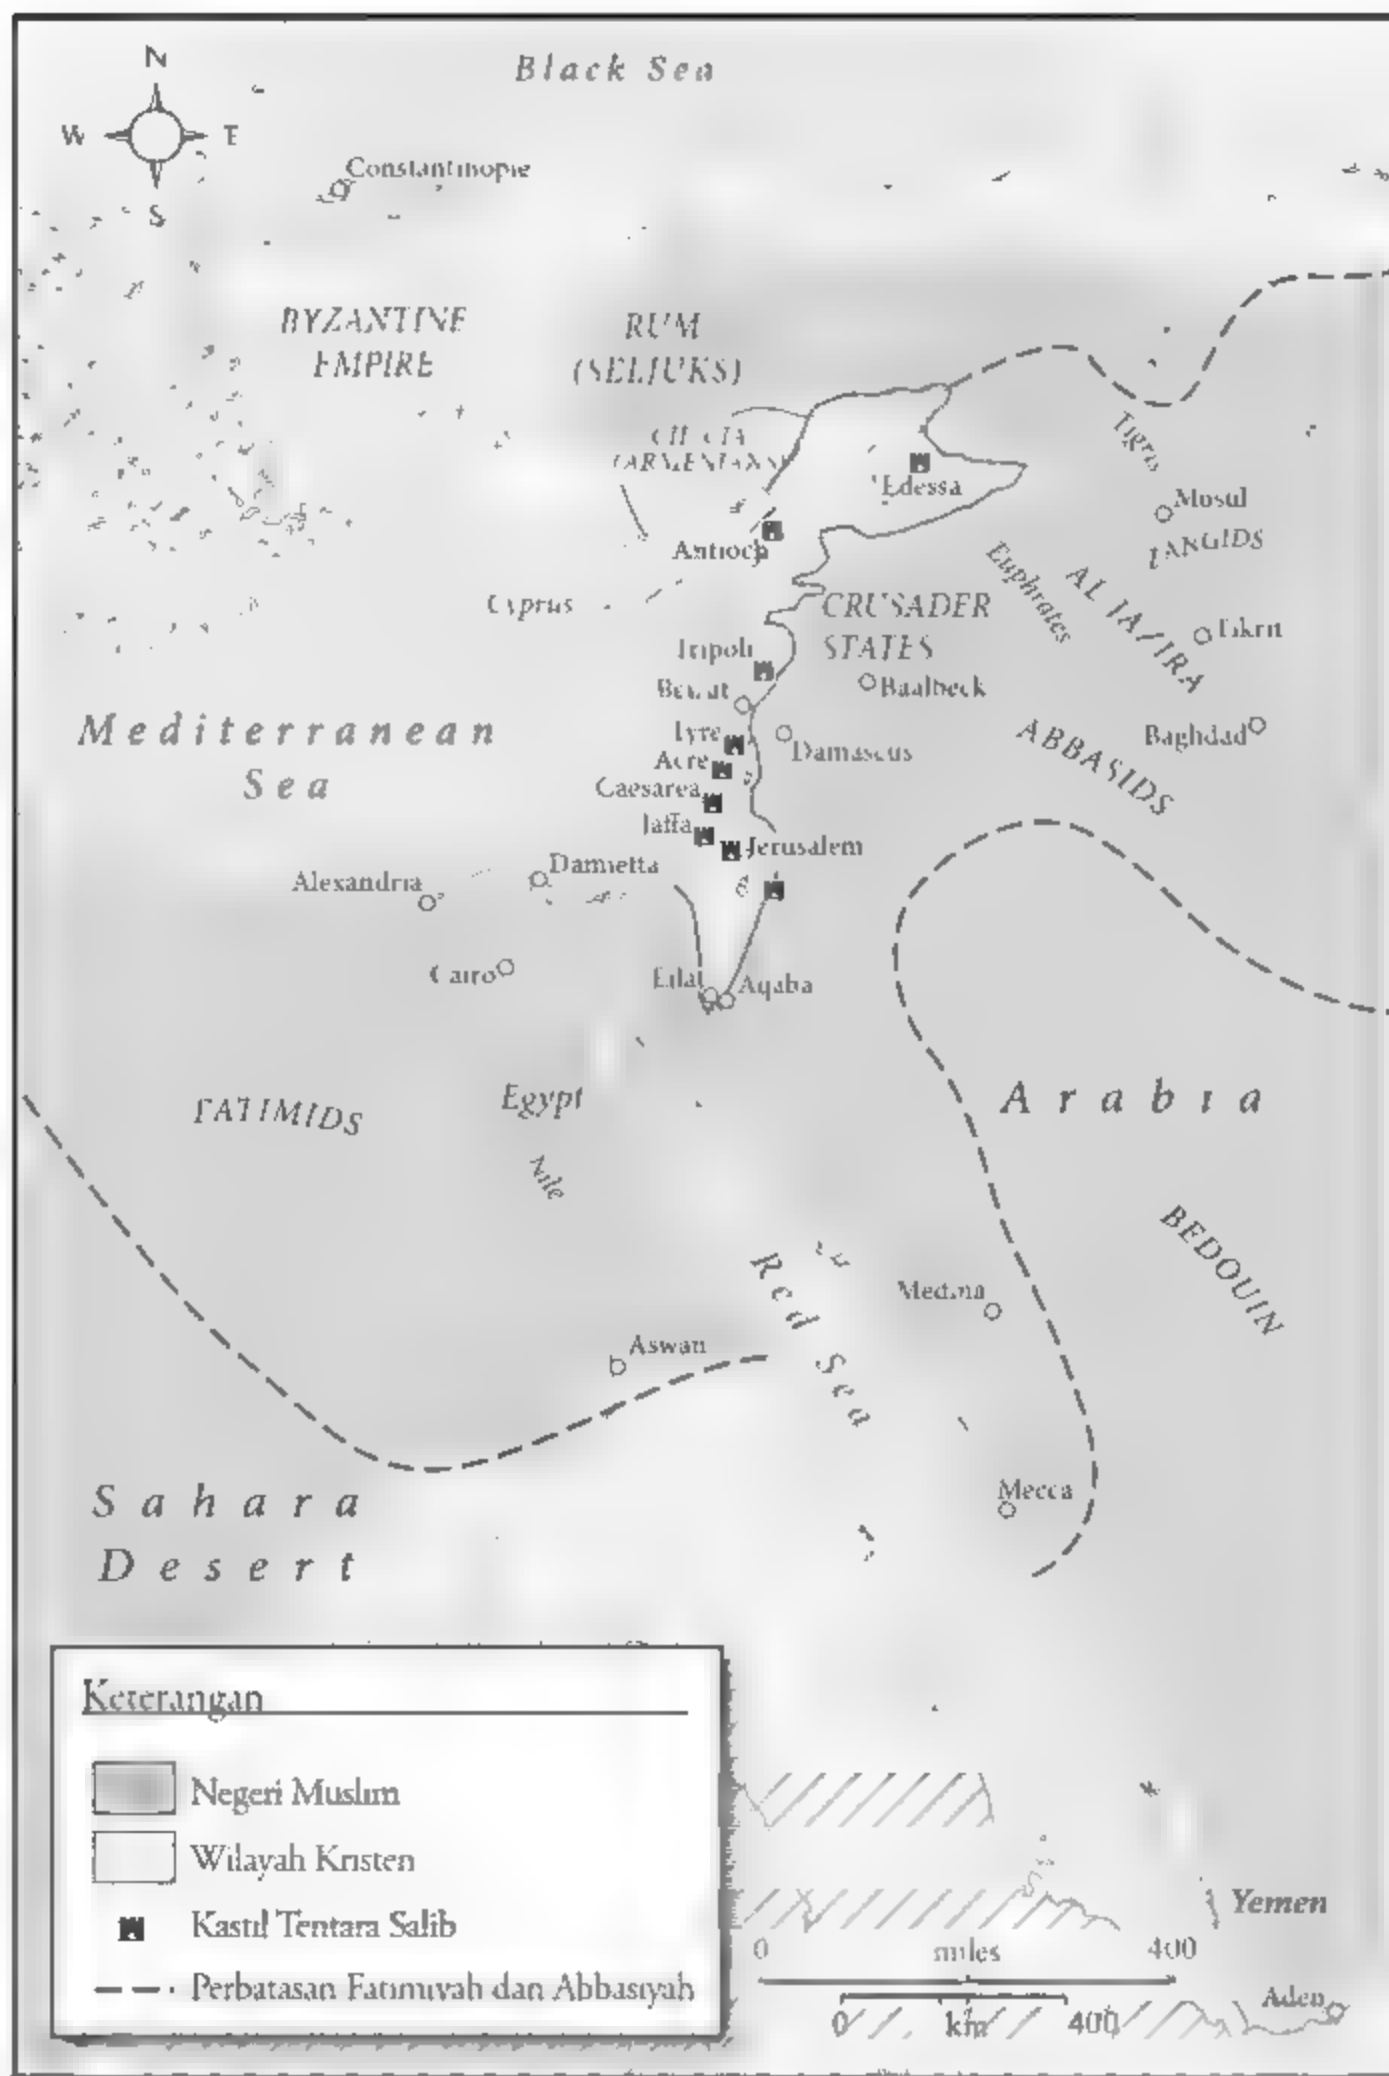 N
W E
S
Black Sea
Constantinople
BYZANTINE
EMPIRE
RUM
(SELJUKS)
CILICIA
(ARMENIANS)
Edessa
Tigris
Mosul
ZANGIDS
Antioch
Euphrates
AL JAZIRA
Cyprus
CRUSADER
STATES
Tikrit
Tripoli
Baalbeck
Beirut
Mediterranean
Sea
Tyre
Damascus
Baghdad
ABBASIDS
Acre
Caesarea
Jaffa
Jerusalem
Damietta
Alexandria
Cairo
Eilat
Aqaba
FATIMIDS
Egypt
Nile
Arabia
BEDOUIN
Red Sea
Medina
Aswan
Mecca
Sahara
Desert
Keterangan
Negeri Muslim
Wilayah Kristen
Kastil Tentara Salib
Perbatasan Fatimiyah dan Abbasiyah
Yemen
0 miles 400
0 km 400
Aden